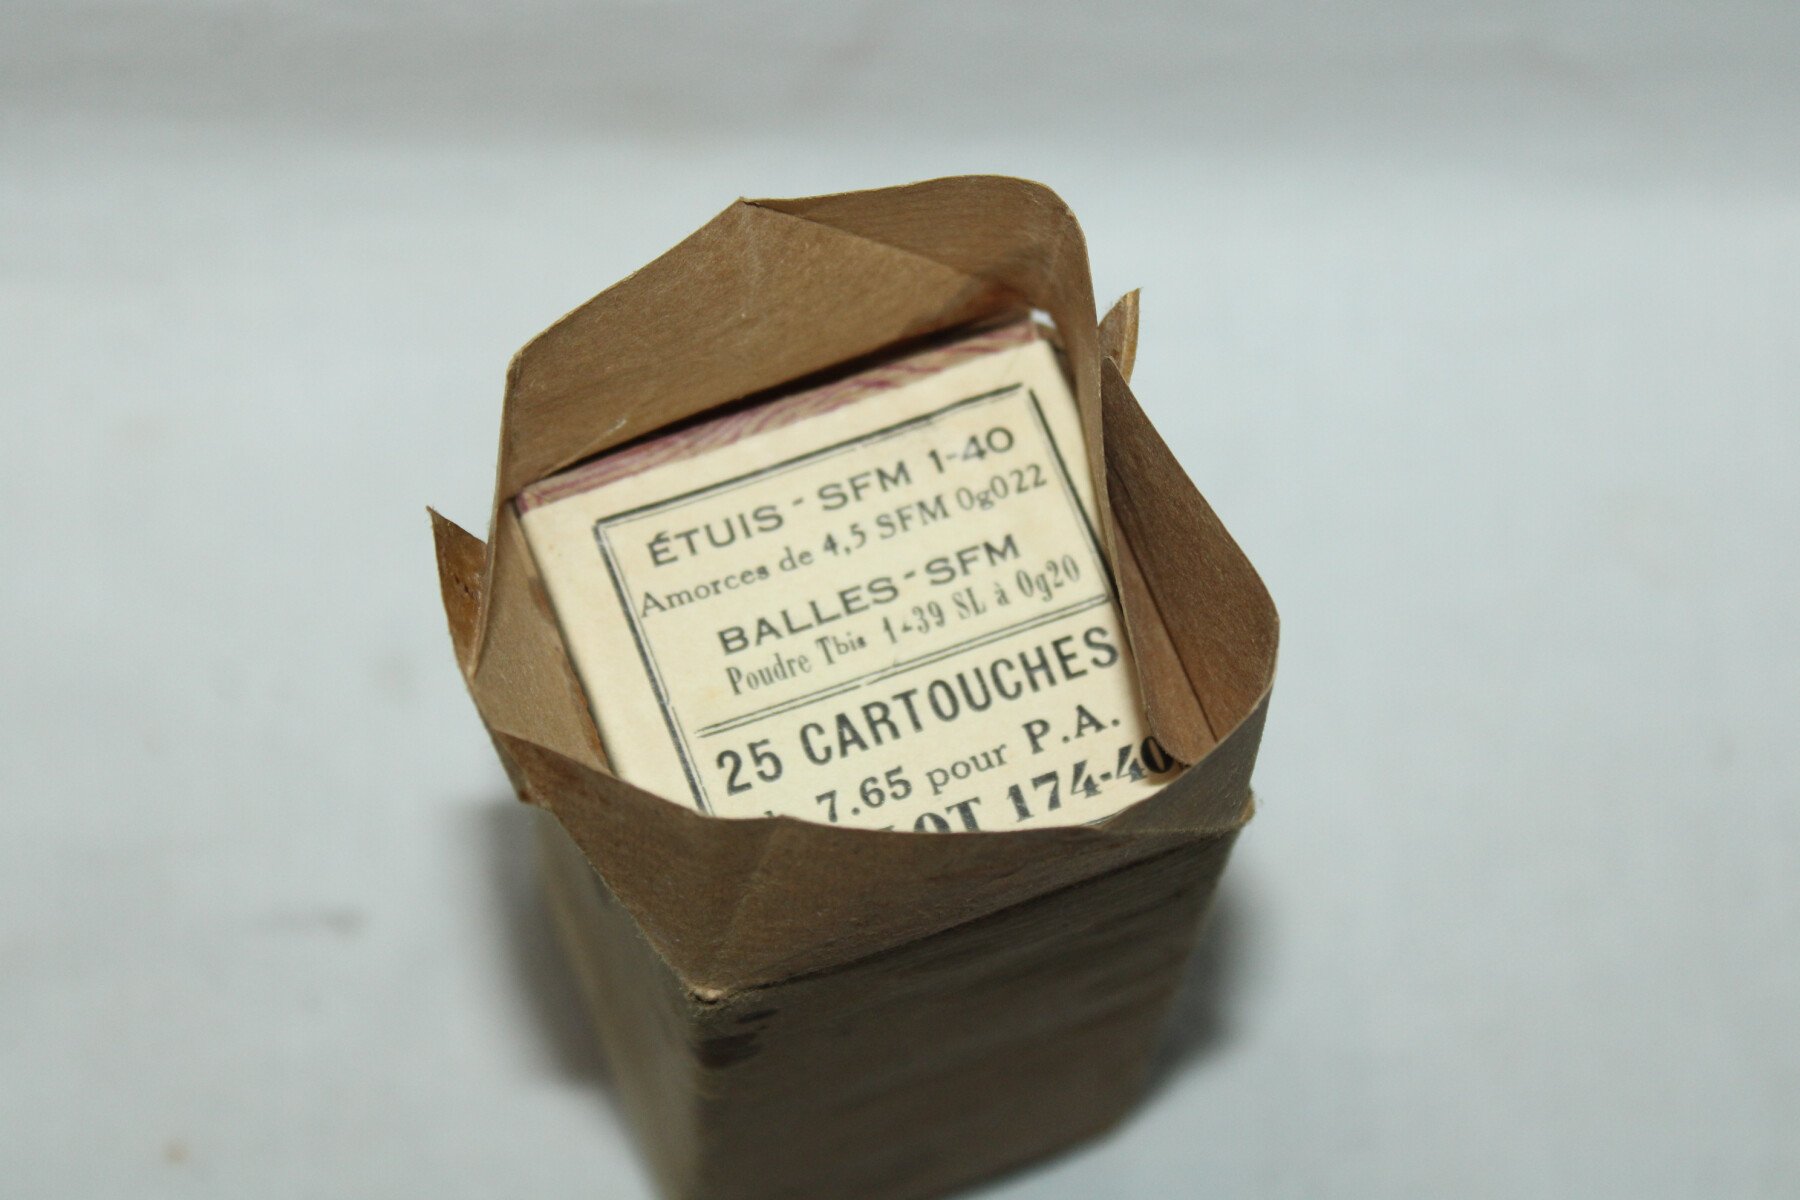 ÉTUIS - SFM 1-40
Amorces de 4,5 SFM 0g022
BALLES - SFM
Poudre Tbis 1-39 SL à 0g20
25 CARTOUCHES
7.65 pour P.A.
LOT 174-40